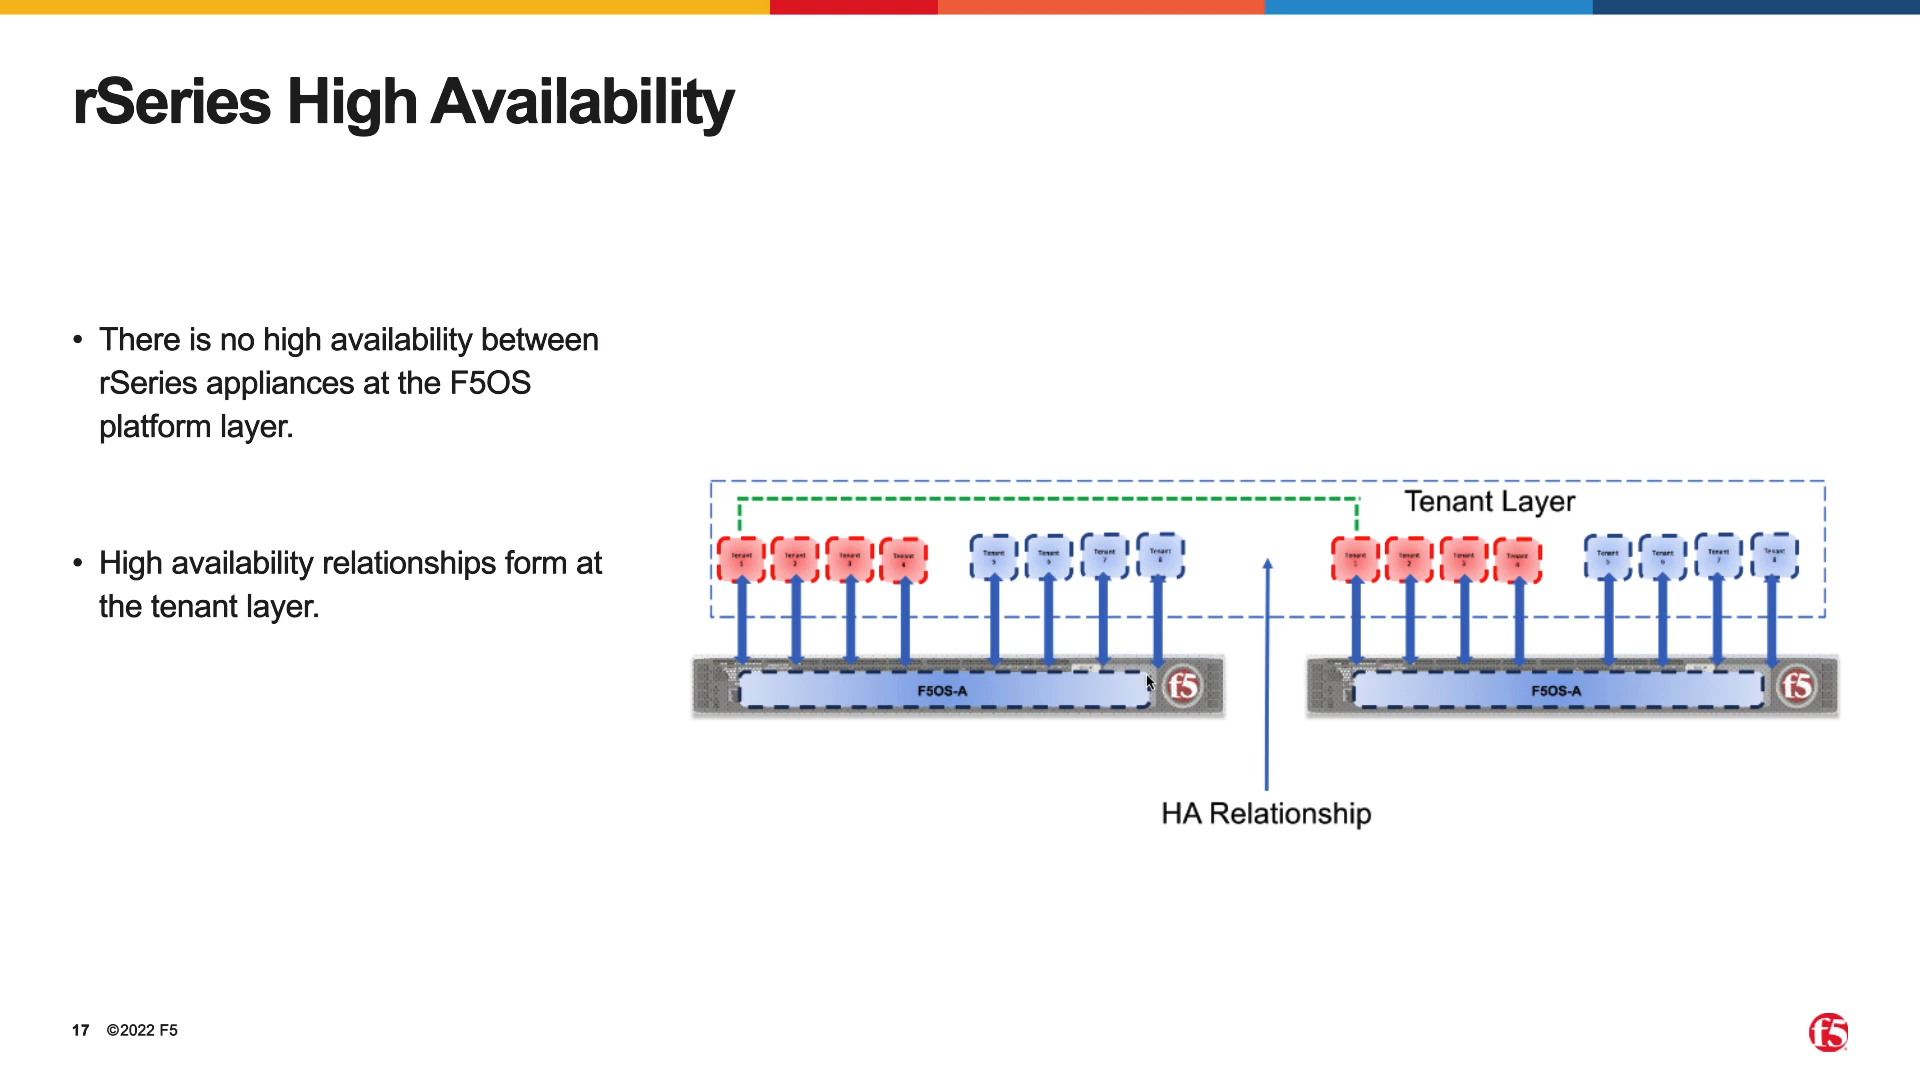 rSeries High Availability
• There is no high availability between
rSeries appliances at the F5OS
platform layer.
• High availability relationships form at
the tenant layer.
Tenant Layer
Tenant
1
Tenant
2
Tenant
3
Tenant
4
Tenant
5
Tenant
6
Tenant
7
Tenant
8
Tenant
1
Tenant
2
Tenant
3
Tenant
4
Tenant
5
Tenant
6
Tenant
7
Tenant
8
F5OS-A
f5
F5OS-A
f5
HA Relationship
17 ©2022 F5
f5